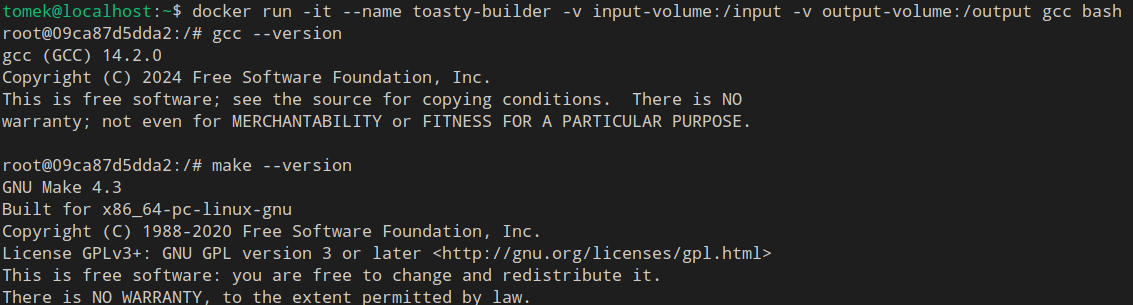 tomek@localhost:~$ docker run -it --name toasty-builder -v input-volume:/input -v output-volume:/output gcc bash
root@09ca87d5dda2:/# gcc --version
gcc (GCC) 14.2.0
Copyright (C) 2024 Free Software Foundation, Inc.
This is free software; see the source for copying conditions.  There is NO
warranty; not even for MERCHANTABILITY or FITNESS FOR A PARTICULAR PURPOSE.

root@09ca87d5dda2:/# make --version
GNU Make 4.3
Built for x86_64-pc-linux-gnu
Copyright (C) 1988-2020 Free Software Foundation, Inc.
License GPLv3+: GNU GPL version 3 or later <http://gnu.org/licenses/gpl.html>
This is free software: you are free to change and redistribute it.
There is NO WARRANTY, to the extent permitted by law.